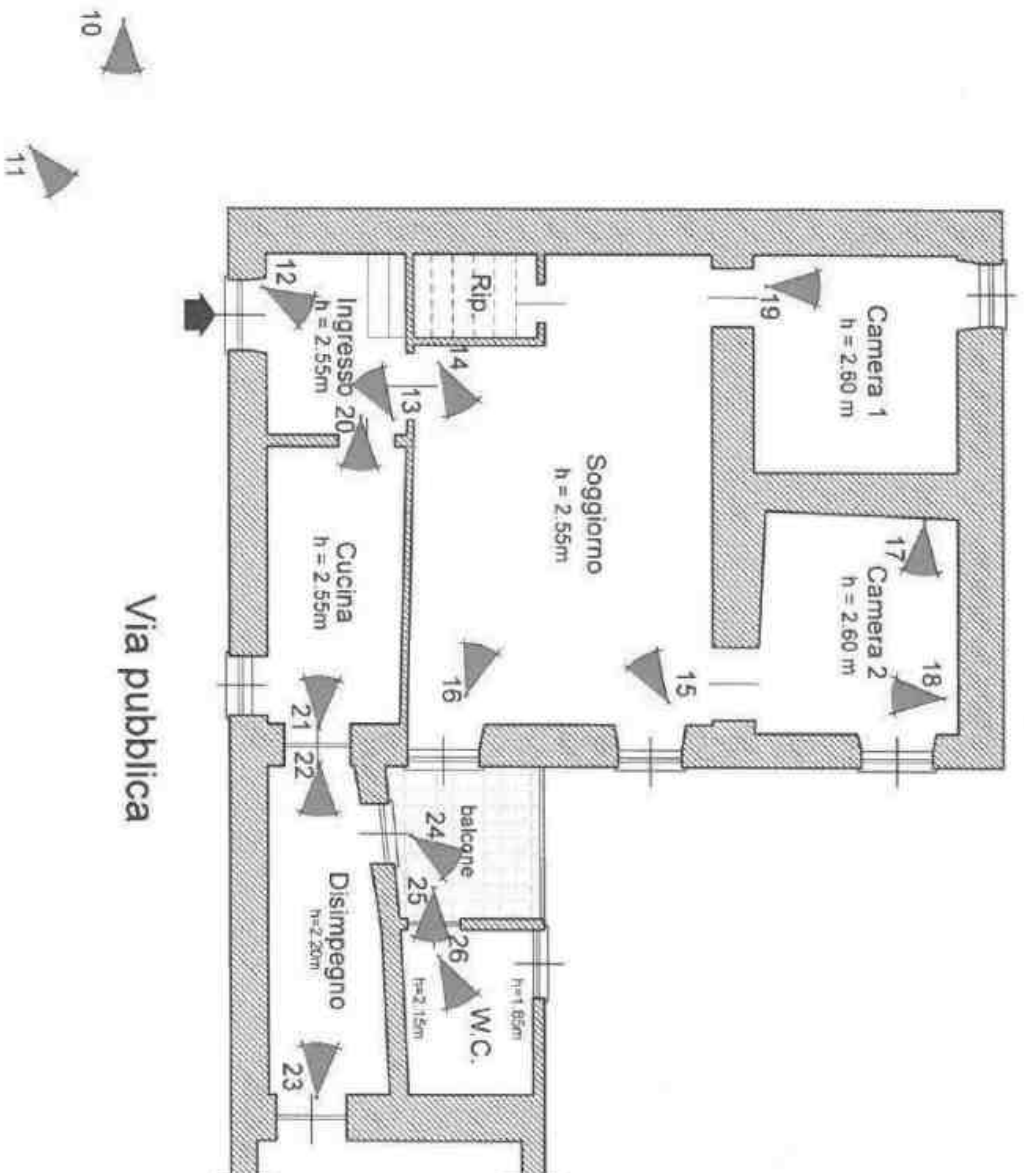 Camera 1
h = 2.60 m
17
Camera 2
h = 2.60 m
18
19
15
Soggiorno
h = 2.55m
Rip.
14
16
13
12
Ingresso
h = 2.55m
20
Cucina
h = 2.55m
21
22
balcone
24
25
26
h=1.85m
W.C.
h=2.15m
Disimpegno
h=2.20m
23
Via pubblica
10
11